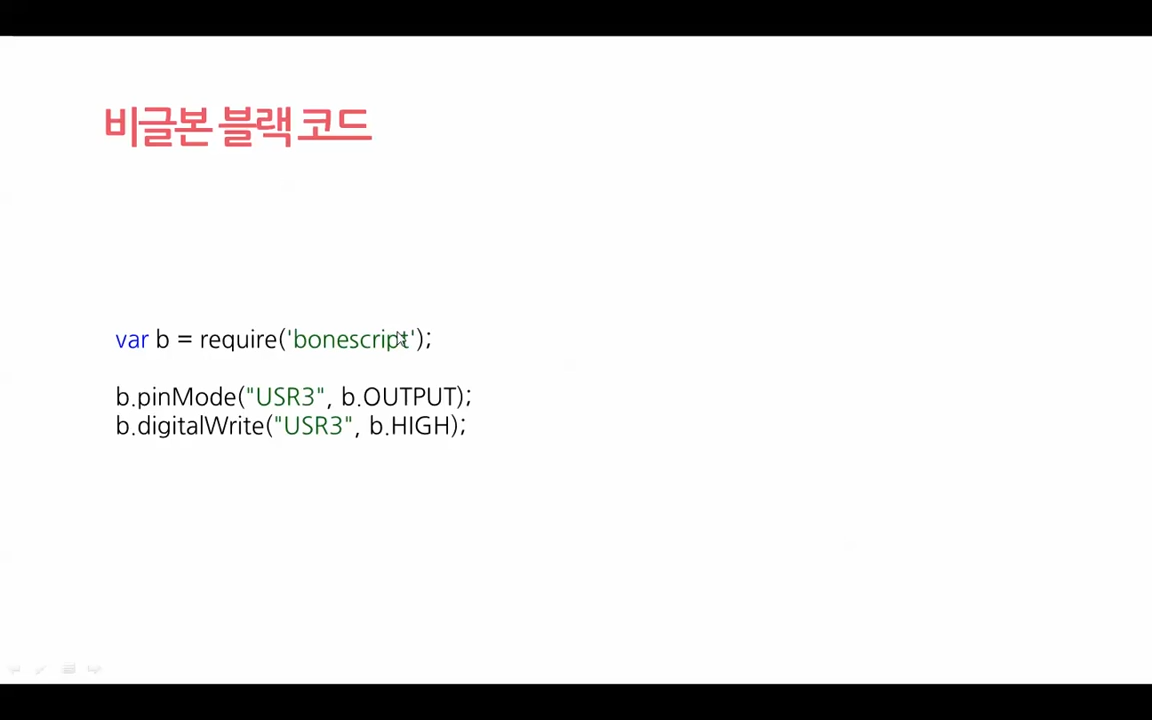 비글본 블랙 코드
var b = require('bonescript');
b.pinMode("USR3", b.OUTPUT);
b.digitalWrite("USR3", b.HIGH);